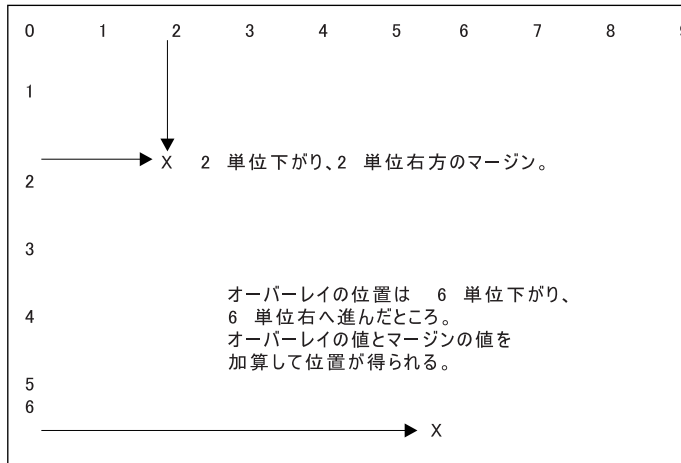 0 1 2 3 4 5 6 7 8 9
1
X 2 単位下がり、2 単位右方のマージン。
2
3
オーバーレイの位置は 6 単位下がり、
4 6 単位右へ進んだところ。
オーバーレイの値とマージンの値を
加算して位置が得られる。
5
6
X